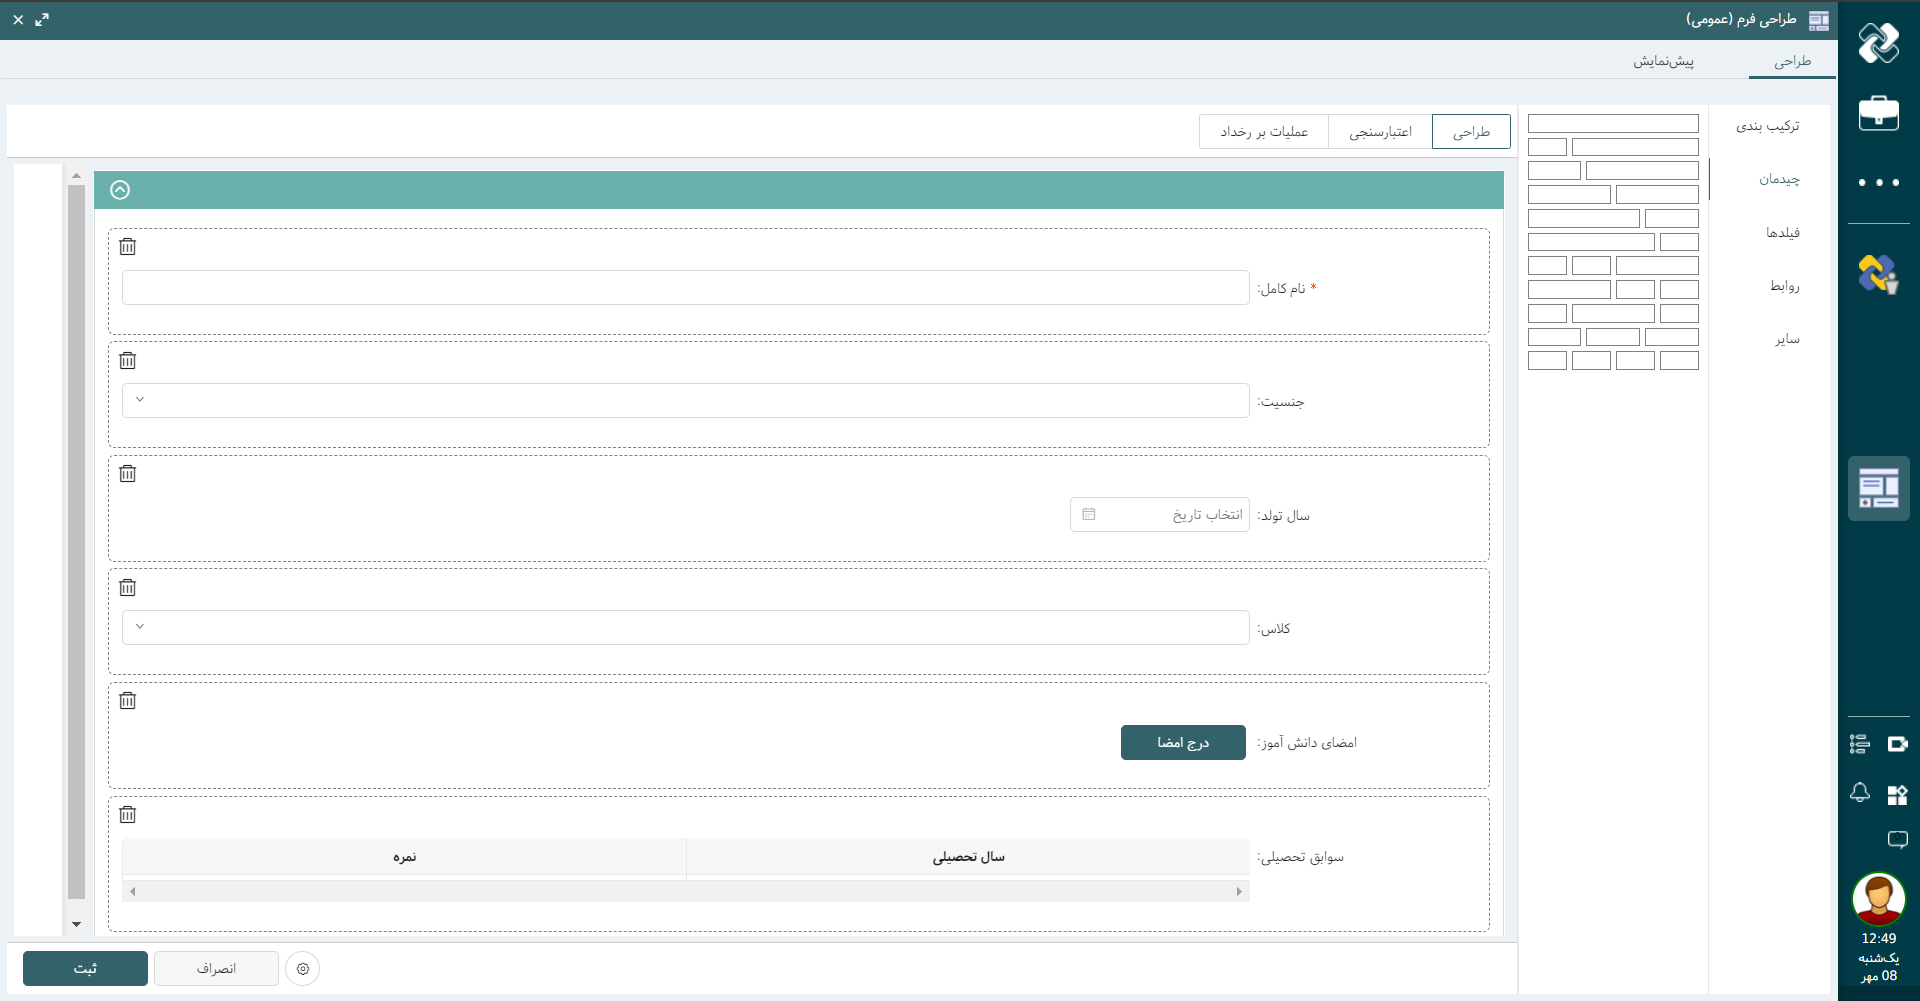 طراحی فرم (عمومی)
طراحی
پیش‌نمایش
ترکیب بندی
چیدمان
فیلدها
روابط
سایر
طراحی
اعتبارسنجی
عملیات بر رخداد
* نام کامل:
جنسیت:
سال تولد:
انتخاب تاریخ
کلاس:
امضای دانش آموز:
درج امضا
سوابق تحصیلی:
سال تحصیلی
نمره
انصراف
ثبت
12:49
یک‌شنبه
08 مهر